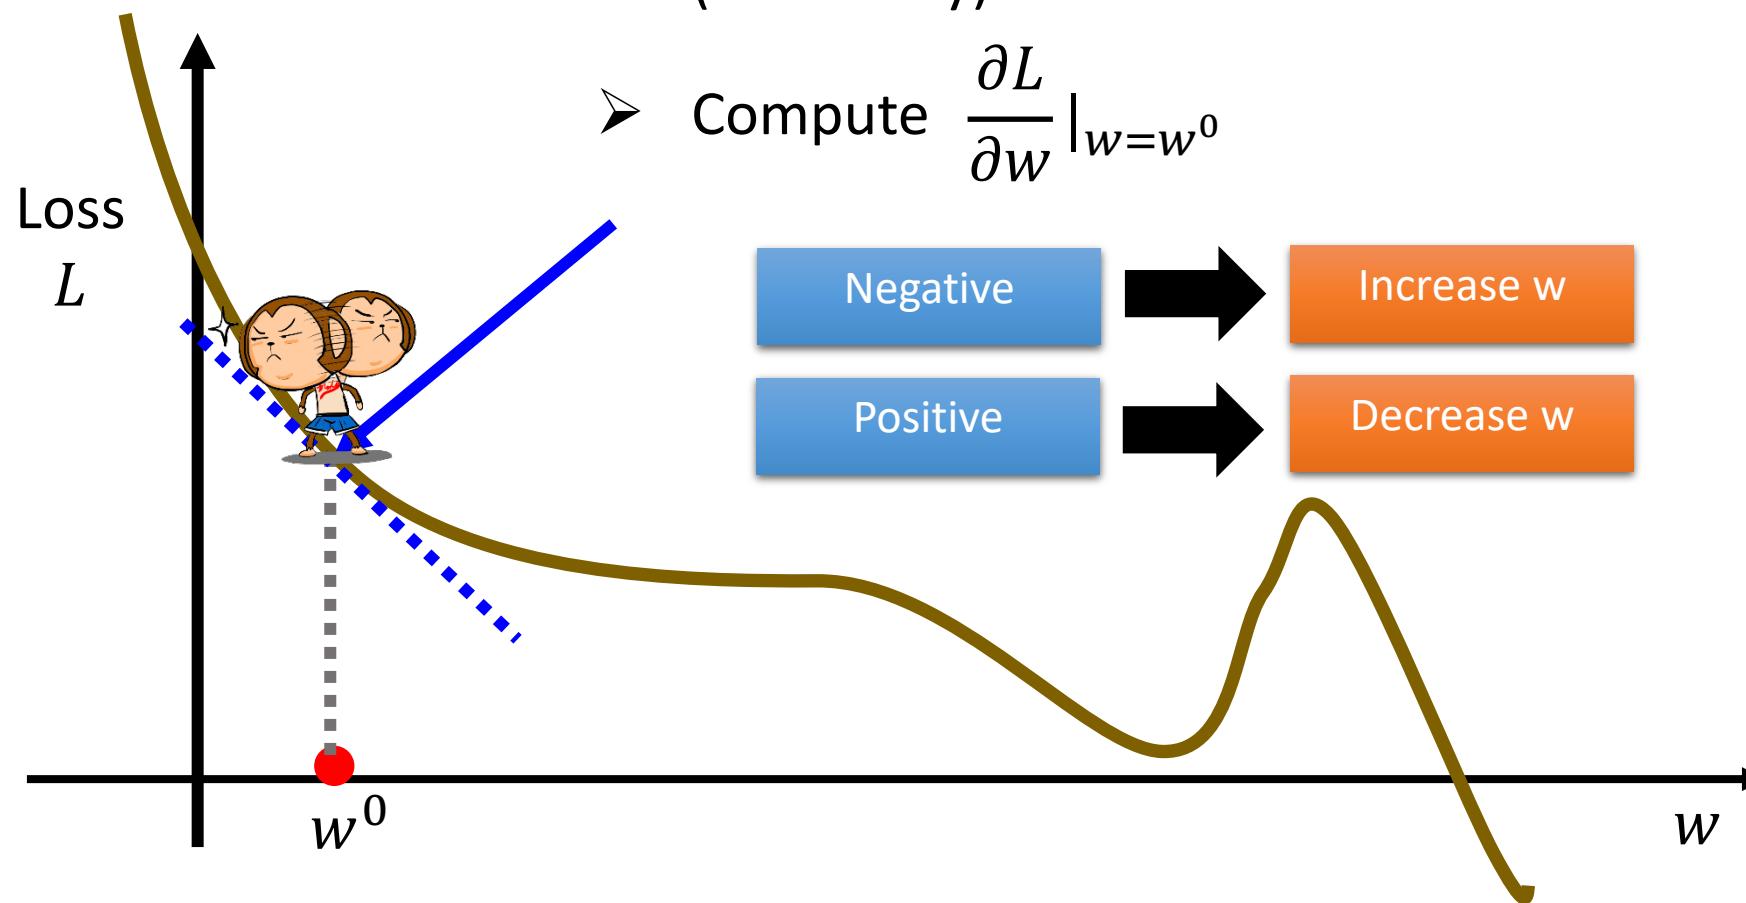 Compute ∂L/∂w |w=w⁰
Loss
L
Negative
Increase w
Positive
Decrease w
w⁰
w